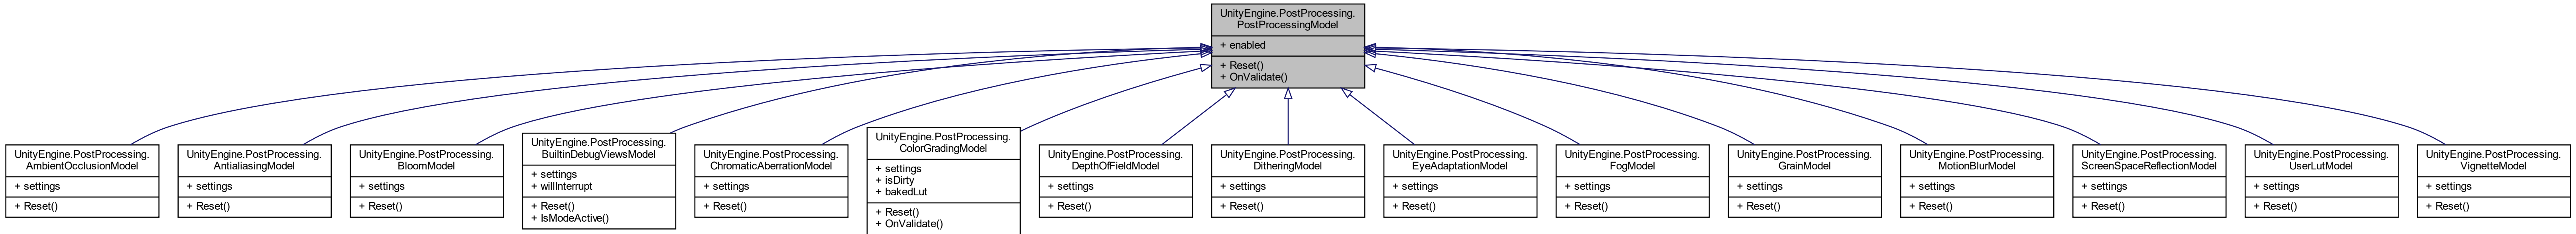 UnityEngine.PostProcessing.
PostProcessingModel
+ enabled
+ Reset()
+ OnValidate()
UnityEngine.PostProcessing.
AmbientOcclusionModel
+ settings
+ Reset()
UnityEngine.PostProcessing.
AntialiasingModel
+ settings
+ Reset()
UnityEngine.PostProcessing.
BloomModel
+ settings
+ Reset()
UnityEngine.PostProcessing.
BuiltinDebugViewsModel
+ settings
+ willInterrupt
+ Reset()
+ IsModeActive()
UnityEngine.PostProcessing.
ChromaticAberrationModel
+ settings
+ Reset()
UnityEngine.PostProcessing.
ColorGradingModel
+ settings
+ isDirty
+ bakedLut
+ Reset()
+ OnValidate()
UnityEngine.PostProcessing.
DepthOfFieldModel
+ settings
+ Reset()
UnityEngine.PostProcessing.
DitheringModel
+ settings
+ Reset()
UnityEngine.PostProcessing.
EyeAdaptationModel
+ settings
+ Reset()
UnityEngine.PostProcessing.
FogModel
+ settings
+ Reset()
UnityEngine.PostProcessing.
GrainModel
+ settings
+ Reset()
UnityEngine.PostProcessing.
MotionBlurModel
+ settings
+ Reset()
UnityEngine.PostProcessing.
ScreenSpaceReflectionModel
+ settings
+ Reset()
UnityEngine.PostProcessing.
UserLutModel
+ settings
+ Reset()
UnityEngine.PostProcessing.
VignetteModel
+ settings
+ Reset()